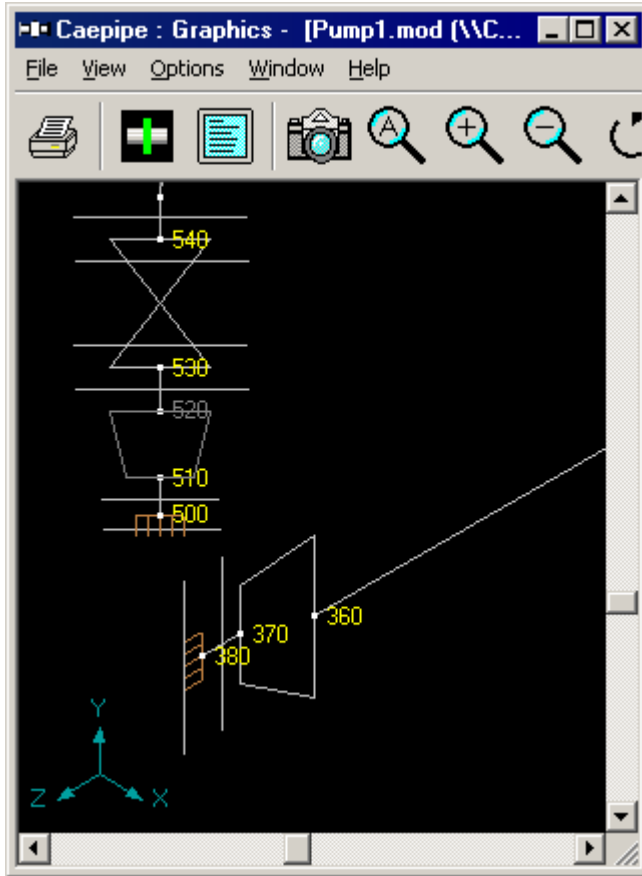 Caepipe : Graphics - [Pump1.mod (\\C...
File View Options Window Help
A
540
530
520
510
500
360
370
380
Y
Z X